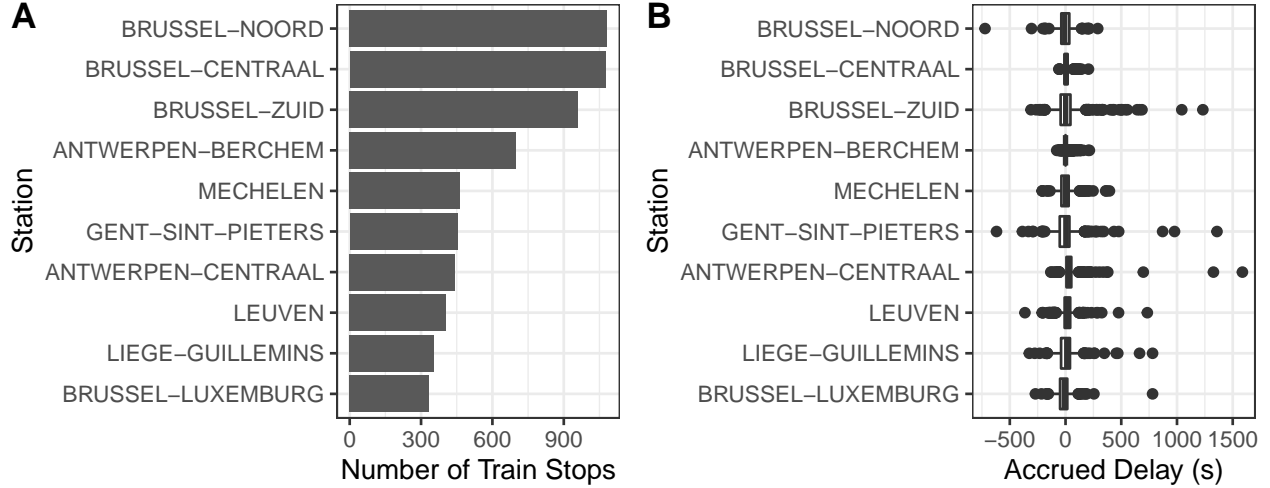 A
Station
BRUSSEL−NOORD
BRUSSEL−CENTRAAL
BRUSSEL−ZUID
ANTWERPEN−BERCHEM
MECHELEN
GENT−SINT−PIETERS
ANTWERPEN−CENTRAAL
LEUVEN
LIEGE−GUILLEMINS
BRUSSEL−LUXEMBURG
0 300 600 900
Number of Train Stops
B
Station
BRUSSEL−NOORD
BRUSSEL−CENTRAAL
BRUSSEL−ZUID
ANTWERPEN−BERCHEM
MECHELEN
GENT−SINT−PIETERS
ANTWERPEN−CENTRAAL
LEUVEN
LIEGE−GUILLEMINS
BRUSSEL−LUXEMBURG
−500 0 500 1000 1500
Accrued Delay (s)